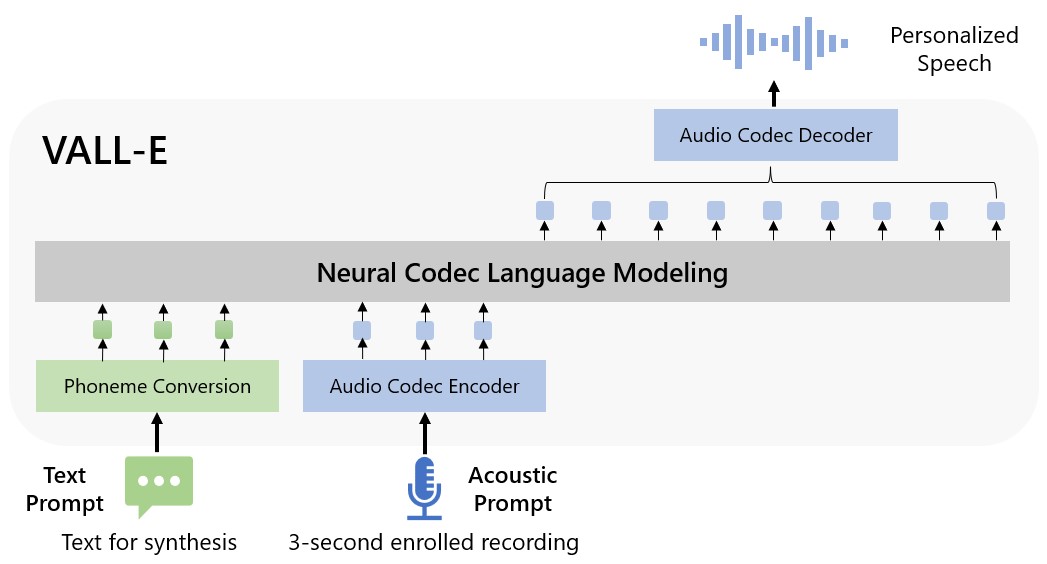 Personalized
Speech
Audio Codec Decoder
VALL-E
Neural Codec Language Modeling
Phoneme Conversion
Audio Codec Encoder
Text
Prompt
Acoustic
Prompt
Text for synthesis
3-second enrolled recording